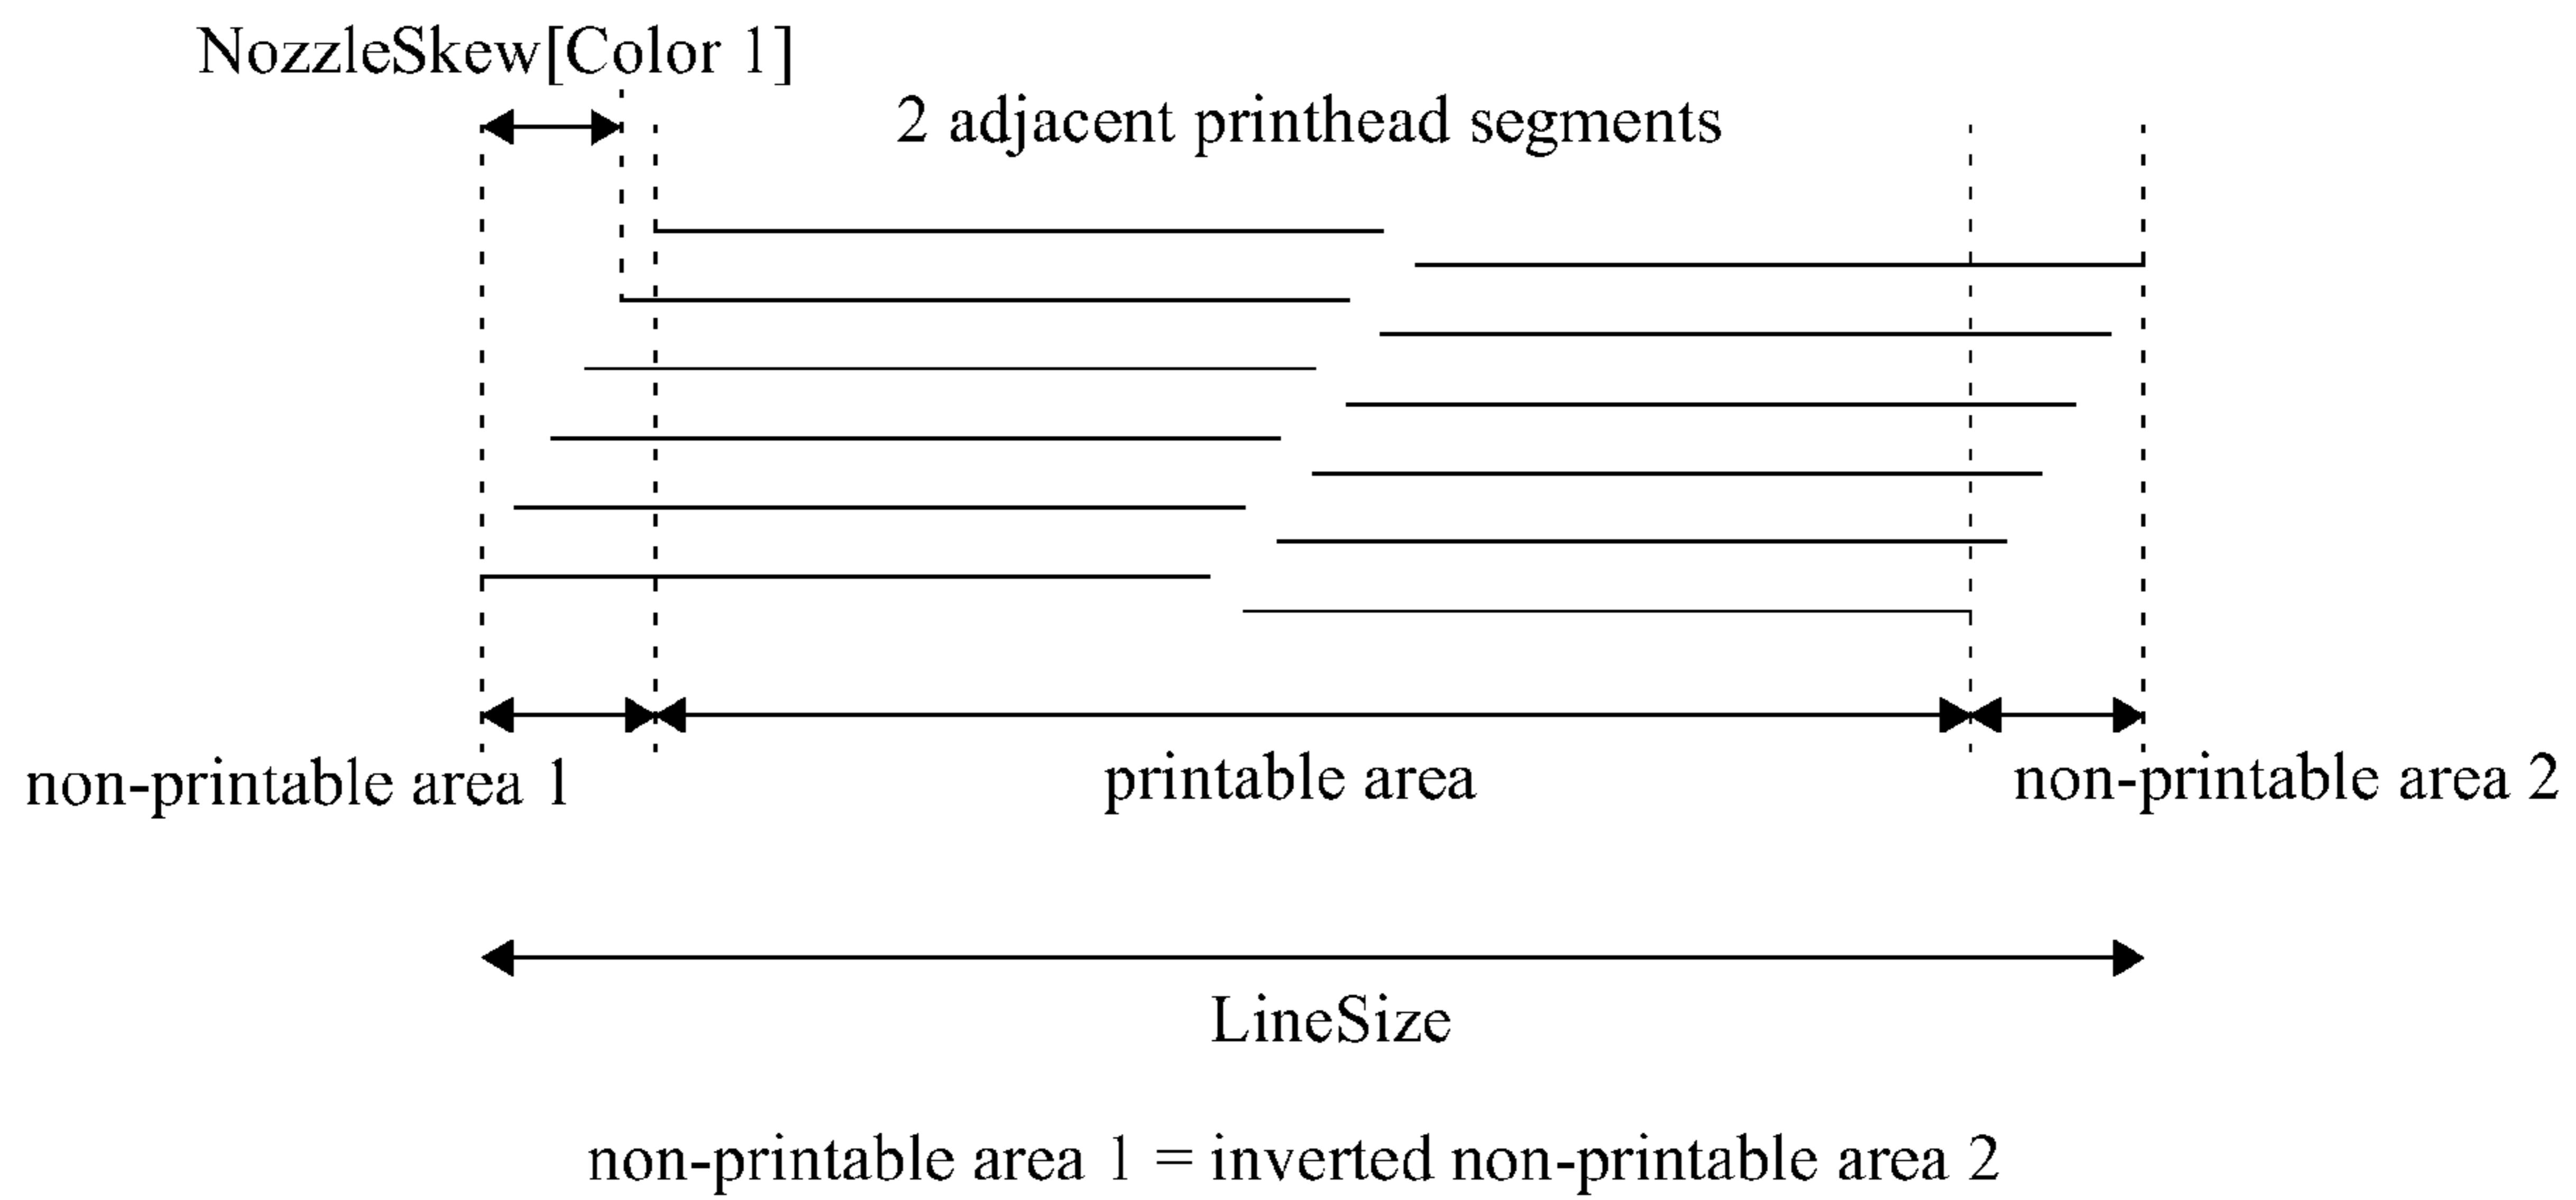 NozzleSkew[Color 1]
2 adjacent printhead segments
non-printable area 1
printable area
non-printable area 2
LineSize
non-printable area 1 = inverted non-printable area 2